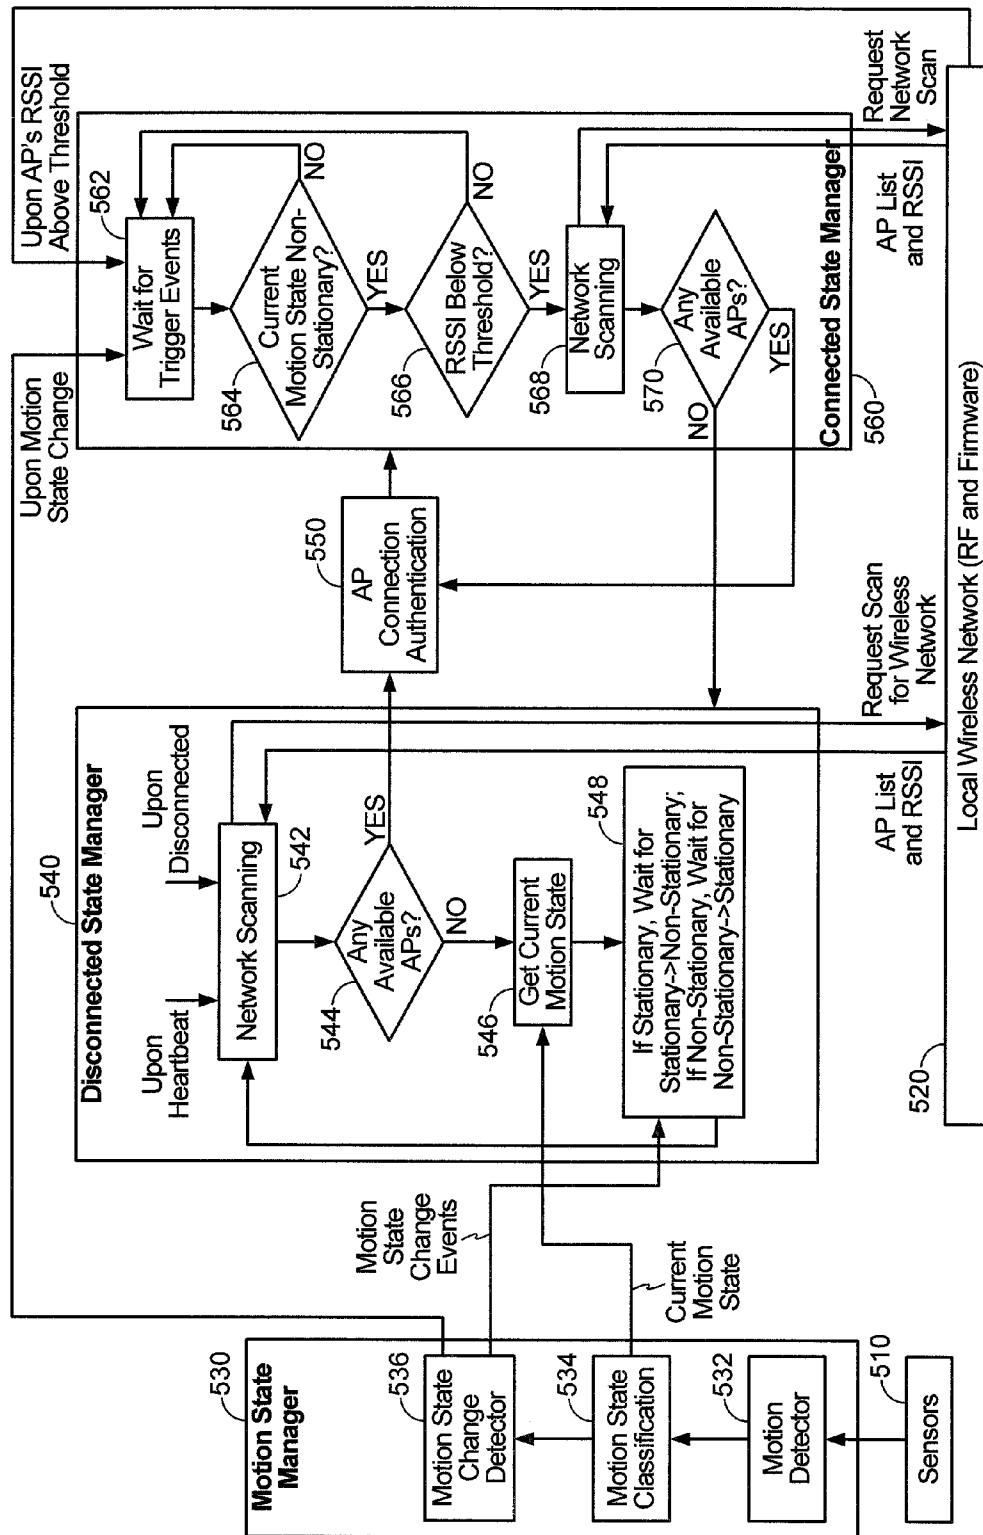 Motion State
Manager
530
Motion State
Change
Detector
536
Motion State
Classification
534
Motion
Detector
532
Sensors
510
Upon Motion
State Change
Upon AP's RSSI
Above Threshold
Motion
State
Change
Events
Current
Motion
State
540
Disconnected State Manager
Upon
Heartbeat
Upon
Disconnected
Network Scanning
542
Any
Available
APs?
544
YES
NO
Get Current
Motion State
546
If Stationary, Wait for
Stationary->Non-Stationary;
If Non-Stationary, Wait for
Non-Stationary->Stationary
548
AP
Connection
Authentication
550
Wait for
Trigger Events
562
Current
Motion State Non-
Stationary?
564
NO
YES
RSSI Below
Threshold?
566
NO
YES
Network
Scanning
568
Any
Available
APs?
570
NO
YES
Connected State Manager
560
AP List
and RSSI
Request Scan
for Wireless
Network
AP List
and RSSI
Request
Network
Scan
520
Local Wireless Network (RF and Firmware)